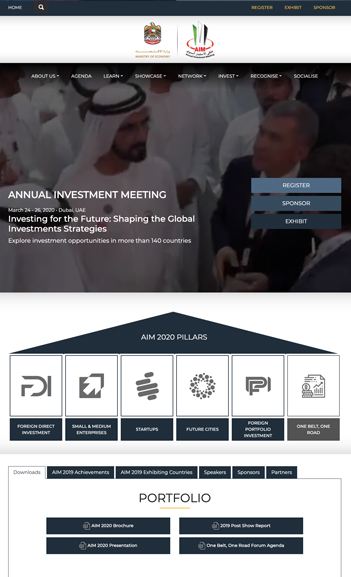 HOME
REGISTER EXHIBIT SPONSOR
MINISTRY OF ECONOMY
AIM
ABOUT US AGENDA LEARN SHOWCASE NETWORK INVEST RECOGNISE SOCIALISE
ANNUAL INVESTMENT MEETING
March 24 - 26, 2020 - Dubai, UAE
Investing for the Future: Shaping the Global
Investments Strategies
Explore investment opportunities in more than 140 countries
REGISTER
SPONSOR
EXHIBIT
AIM 2020 PILLARS
FOREIGN DIRECT
INVESTMENT
SMALL & MEDIUM
ENTERPRISES
STARTUPS
FUTURE CITIES
FOREIGN
PORTFOLIO
INVESTMENT
ONE BELT, ONE
ROAD
Downloads AIM 2019 Achievements AIM 2019 Exhibiting Countries Speakers Sponsors Partners
PORTFOLIO
AIM 2020 Brochure
2019 Post Show Report
AIM 2020 Presentation
One Belt, One Road Forum Agenda